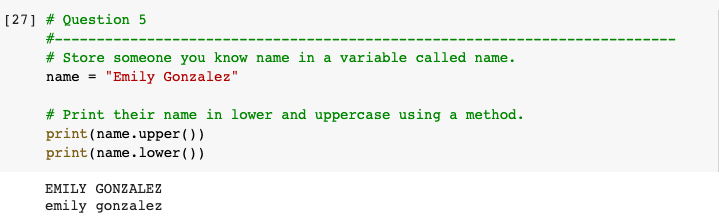 [27] # Question 5
#---------------------------------------------------------------------------
# Store someone you know name in a variable called name.
name = "Emily Gonzalez"
# Print their name in lower and uppercase using a method.
print(name.upper())
print(name.lower())
EMILY GONZALEZ
emily gonzalez